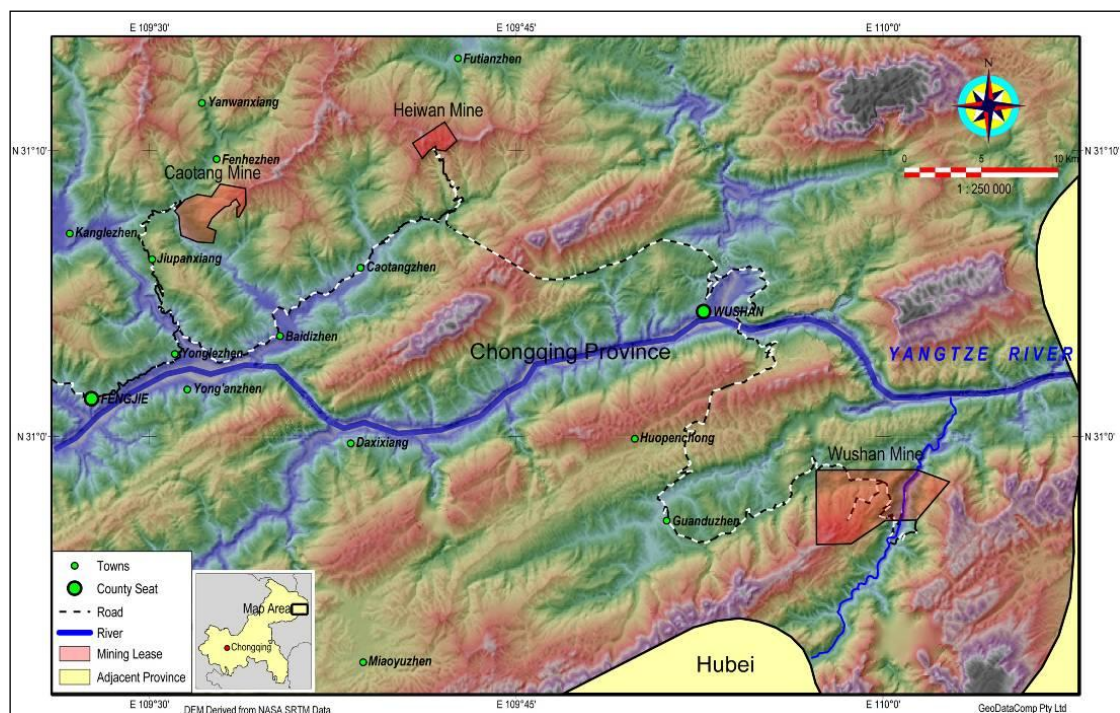 E 109°30'
E 109°45'
E 110°0'
Futianzhen
Yanwanxiang
N
Heiwan Mine
N 31°10'
N 31°10'
Fenhezhen
0 5 10 Km
Caotang Mine
1 : 250 000
Kanglezhen
Jiupanxiang
Caotangzhen
WUSHAN
Baidizhen
Yonglezhen
Chongqing Province
YANGTZE RIVER
Yong'anzhen
FENGJIE
N 31°0'
Daxixiang
Huopenchong
N 31°0'
Wushan Mine
Guanduzhen
Towns
County Seat
Road
River
Mining Lease
Adjacent Province
Map Area
Chongqing
Miaoyuzhen
Hubei
E 109°30'
DEM Derived from NASA SRTM Data
E 109°45'
E 110°0'
GeoDataComp Pty Ltd